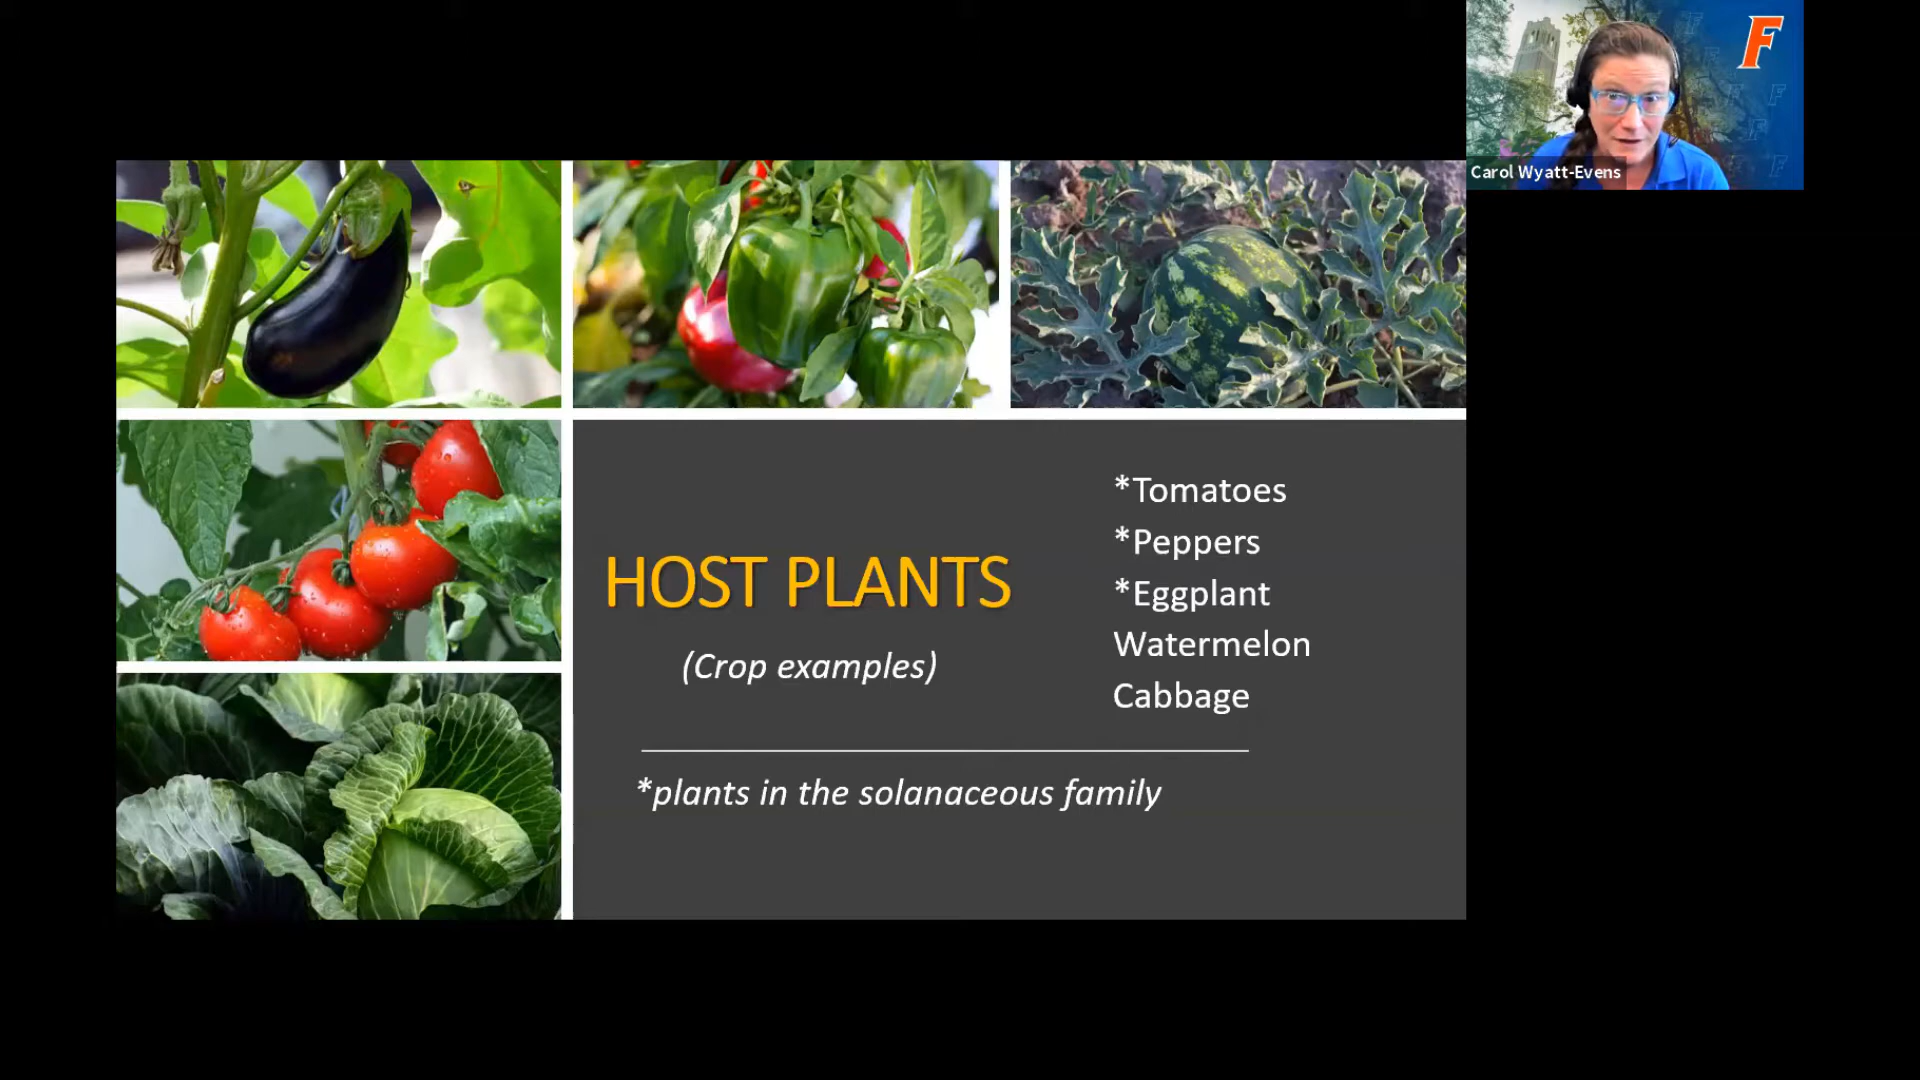 F
Carol Wyatt-Evens
HOST PLANTS
(Crop examples)
*Tomatoes
*Peppers
*Eggplant
Watermelon
Cabbage
*plants in the solanaceous family